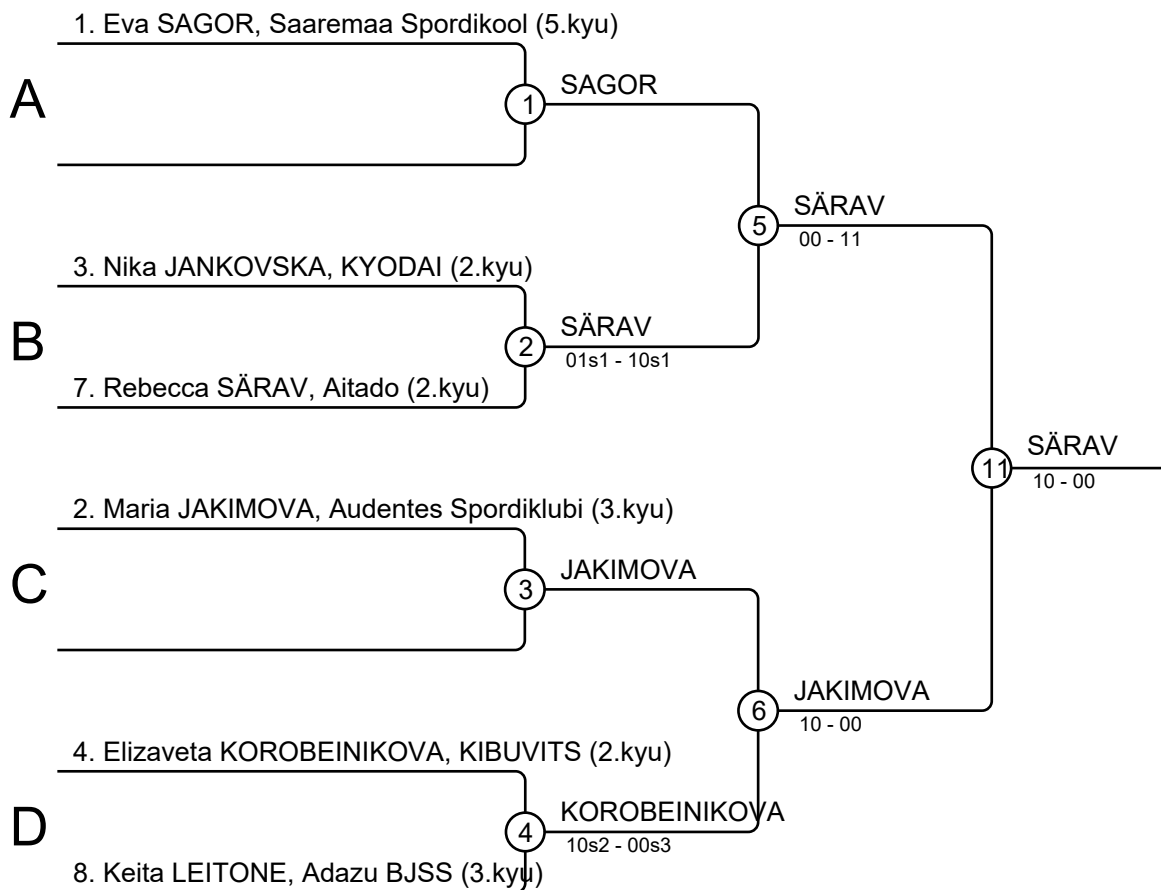 1. Eva SAGOR, Saaremaa Spordikool (5.kyu)
A
1
SAGOR
5
SÄRAV
00 - 11
3. Nika JANKOVSKA, KYODAI (2.kyu)
B
2
SÄRAV
01s1 - 10s1
7. Rebecca SÄRAV, Aitado (2.kyu)
11
SÄRAV
10 - 00
2. Maria JAKIMOVA, Audentes Spordiklubi (3.kyu)
C
3
JAKIMOVA
6
JAKIMOVA
10 - 00
4. Elizaveta KOROBEINIKOVA, KIBUVITS (2.kyu)
D
4
KOROBEINIKOVA
10s2 - 00s3
8. Keita LEITONE, Adazu BJSS (3.kyu)